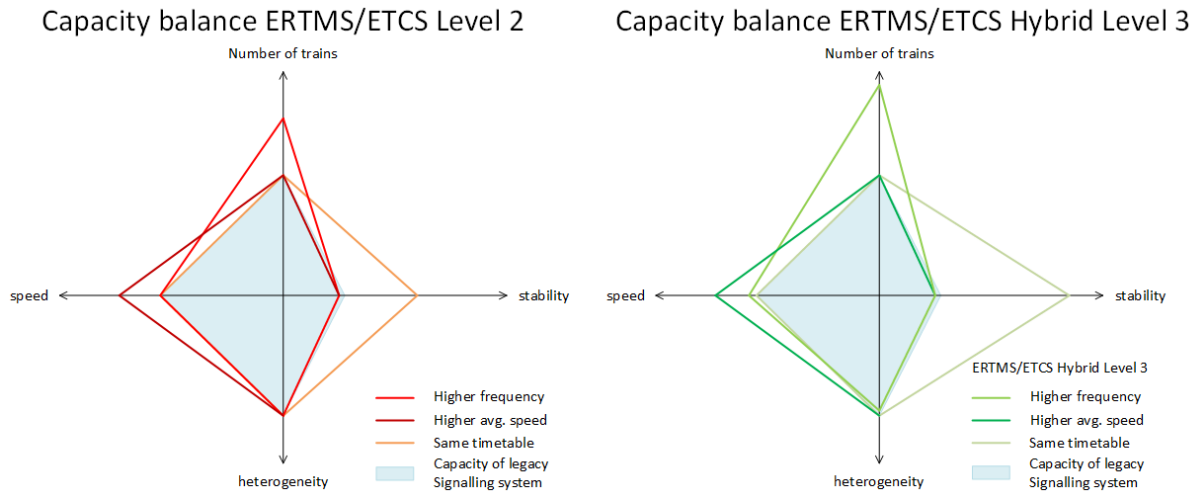 Capacity balance ERTMS/ETCS Level 2
Number of trains
speed
stability
heterogeneity
Higher frequency
Higher avg. speed
Same timetable
Capacity of legacy
Signalling system
Capacity balance ERTMS/ETCS Hybrid Level 3
Number of trains
speed
stability
heterogeneity
ERTMS/ETCS Hybrid Level 3
Higher frequency
Higher avg. speed
Same timetable
Capacity of legacy
Signalling system